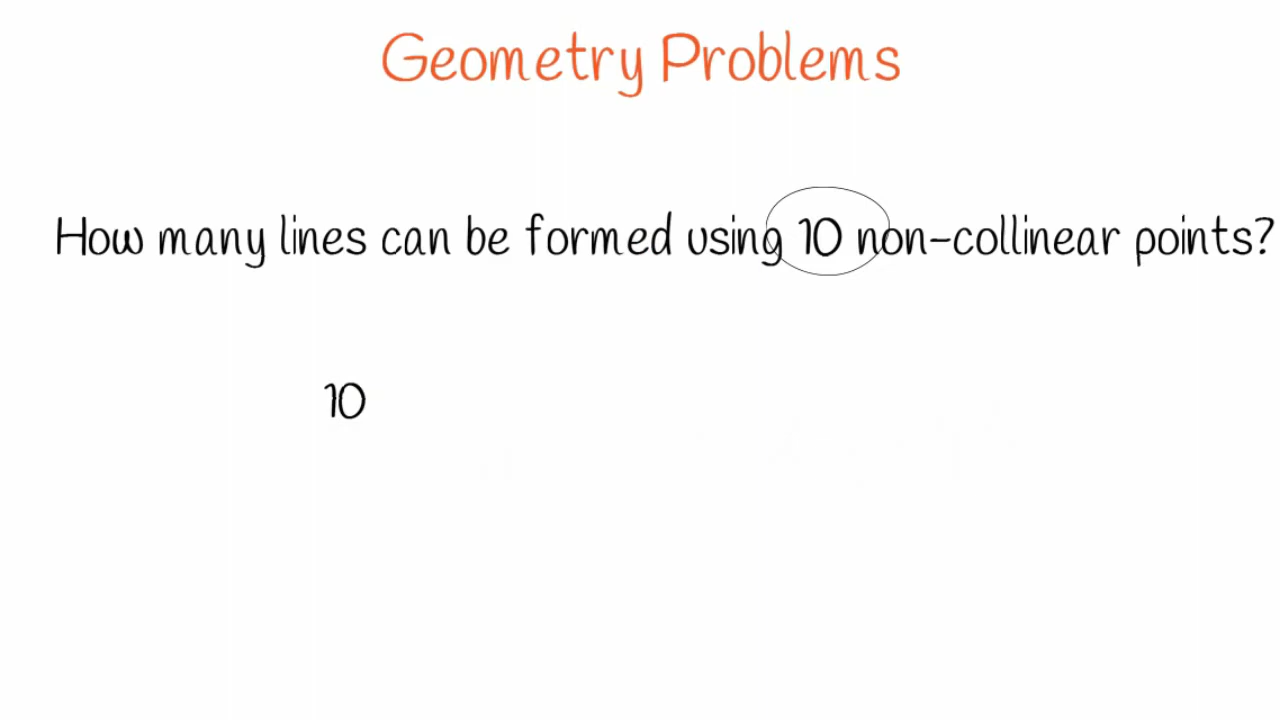 Geometry Problems
How many lines can be formed using 10 non-collinear points?
10